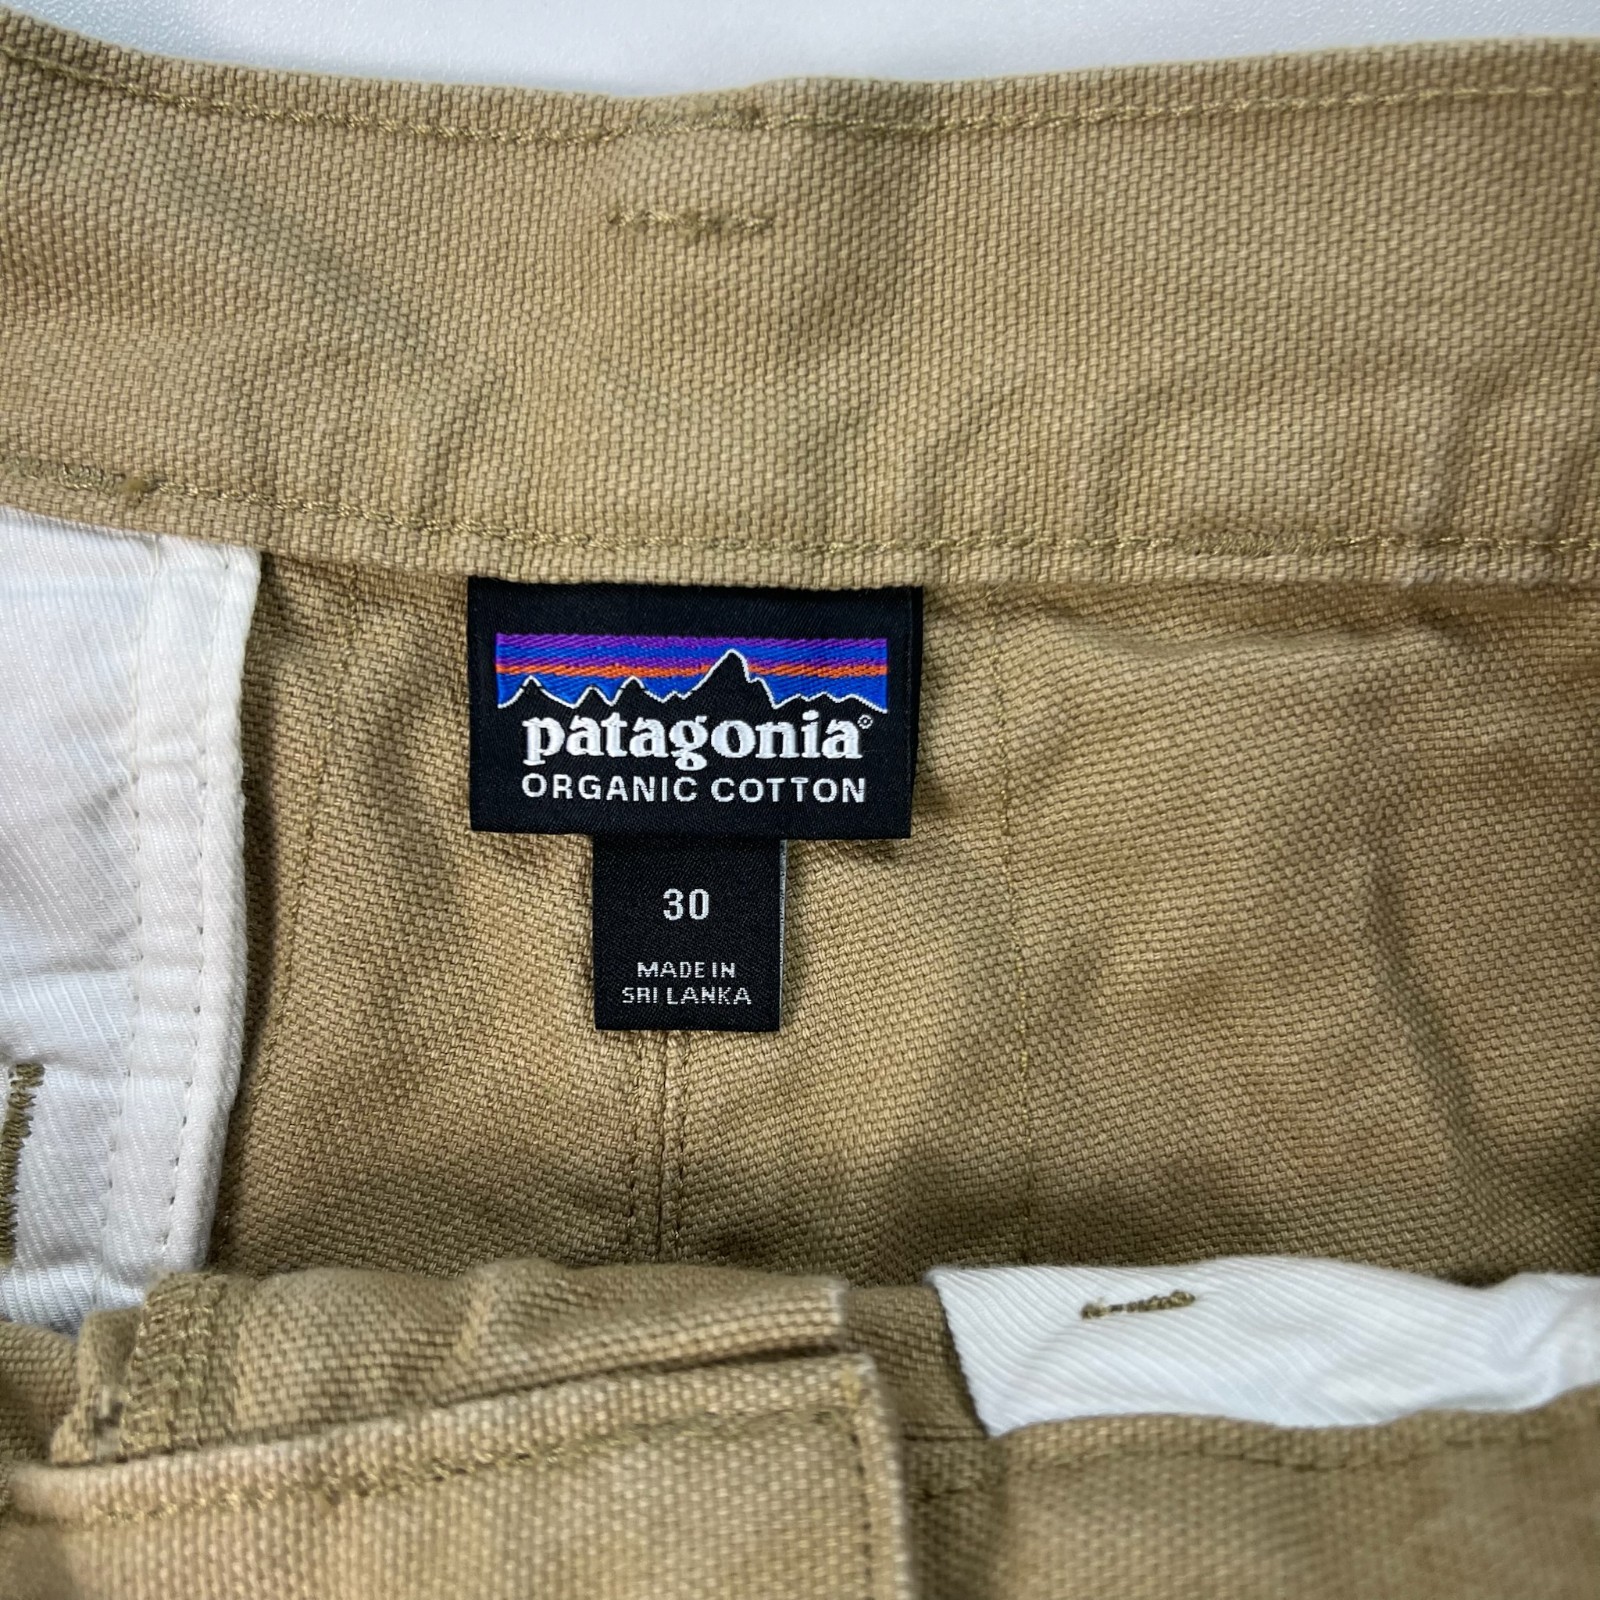 patagonia®
ORGANIC COTTON
30
MADE IN
SRI LANKA